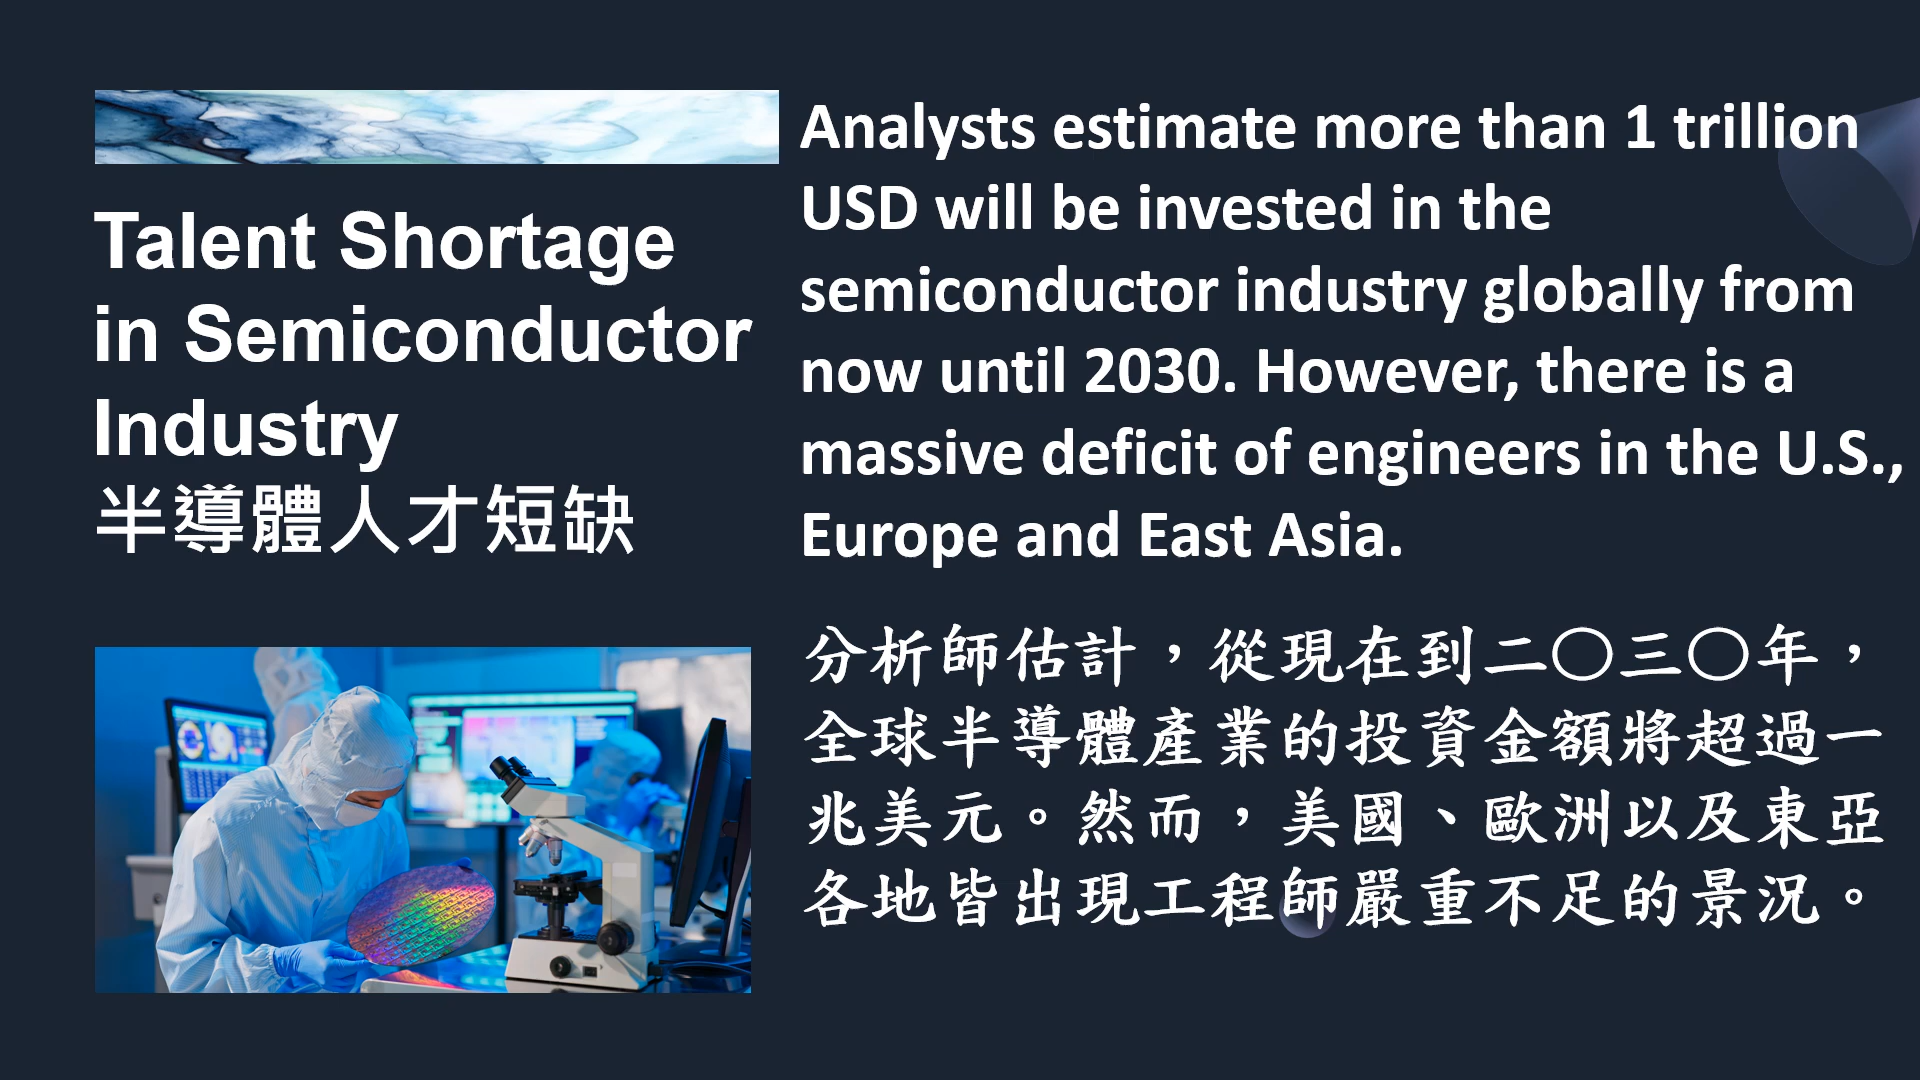 Talent Shortage
in Semiconductor
Industry
半導體人才短缺
Analysts estimate more than 1 trillion
USD will be invested in the
semiconductor industry globally from
now until 2030. However, there is a
massive deficit of engineers in the U.S.,
Europe and East Asia.
分析師估計，從現在到二〇三〇年，
全球半導體產業的投資金額將超過一
兆美元。然而，美國、歐洲以及東亞
各地皆出現工程師嚴重不足的景況。